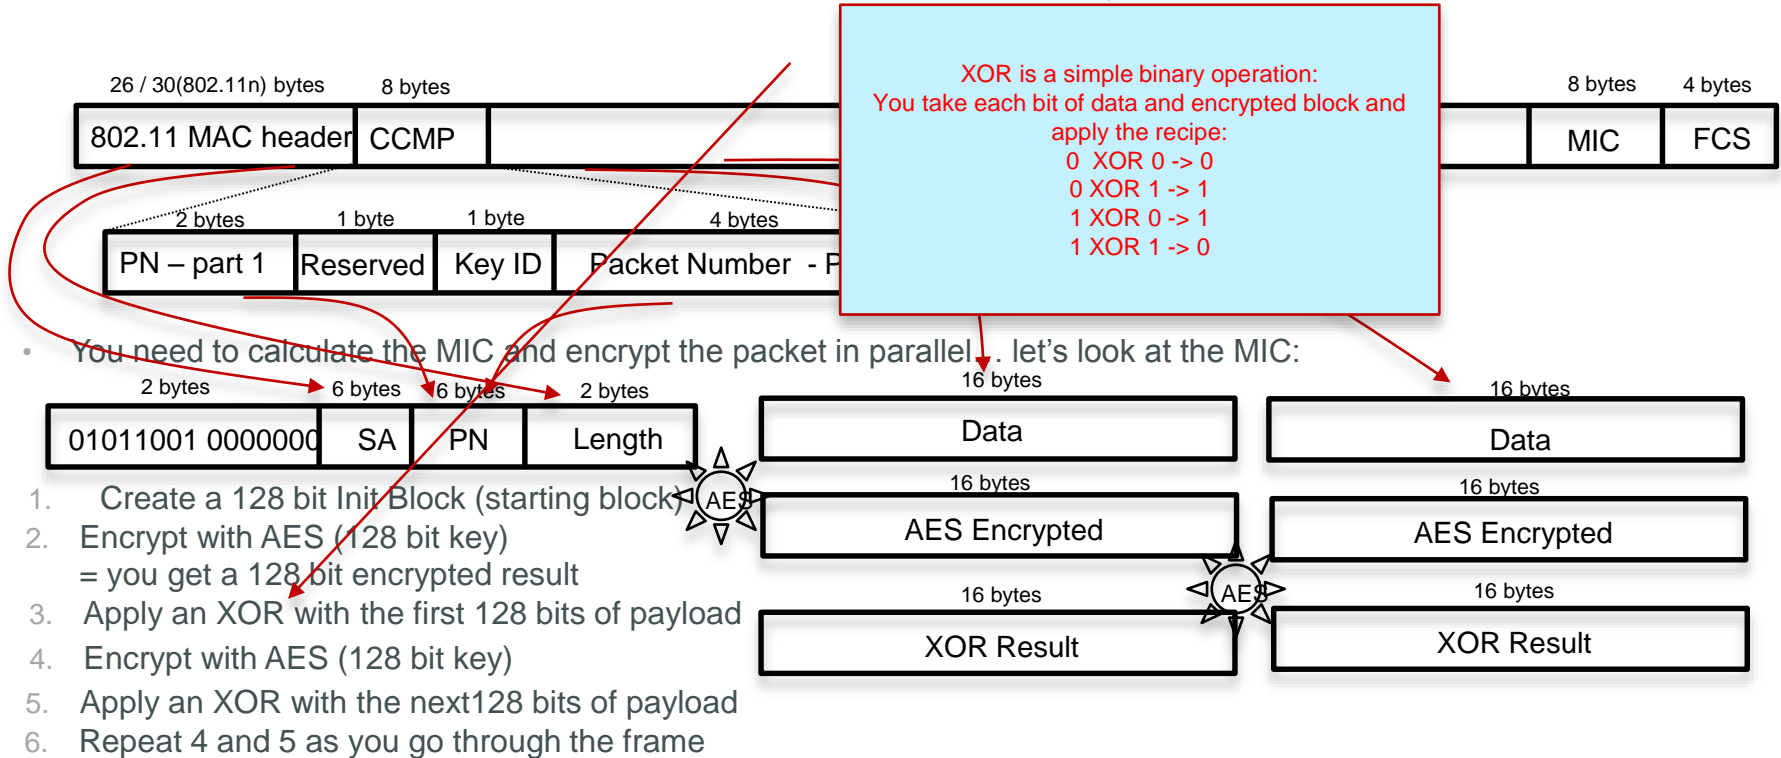 XOR is a simple binary operation:
You take each bit of data and encrypted block and
apply the recipe:
0 XOR 0 -> 0
0 XOR 1 -> 1
1 XOR 0 -> 1
1 XOR 1 -> 0
26 / 30(802.11n) bytes
8 bytes
8 bytes
4 bytes
802.11 MAC header
CCMP
MIC
FCS
2 bytes
1 byte
1 byte
4 bytes
PN – part 1
Reserved
Key ID
Packet Number - P
• You need to calculate the MIC and encrypt the packet in parallel… let’s look at the MIC:
2 bytes
6 bytes
6 bytes
2 bytes
16 bytes
16 bytes
01011001 0000000
SA
PN
Length
Data
Data
AES
16 bytes
16 bytes
AES Encrypted
AES Encrypted
AES
16 bytes
16 bytes
XOR Result
XOR Result
1. Create a 128 bit Init Block (starting block)
2. Encrypt with AES (128 bit key)
= you get a 128 bit encrypted result
3. Apply an XOR with the first 128 bits of payload
4. Encrypt with AES (128 bit key)
5. Apply an XOR with the next128 bits of payload
6. Repeat 4 and 5 as you go through the frame